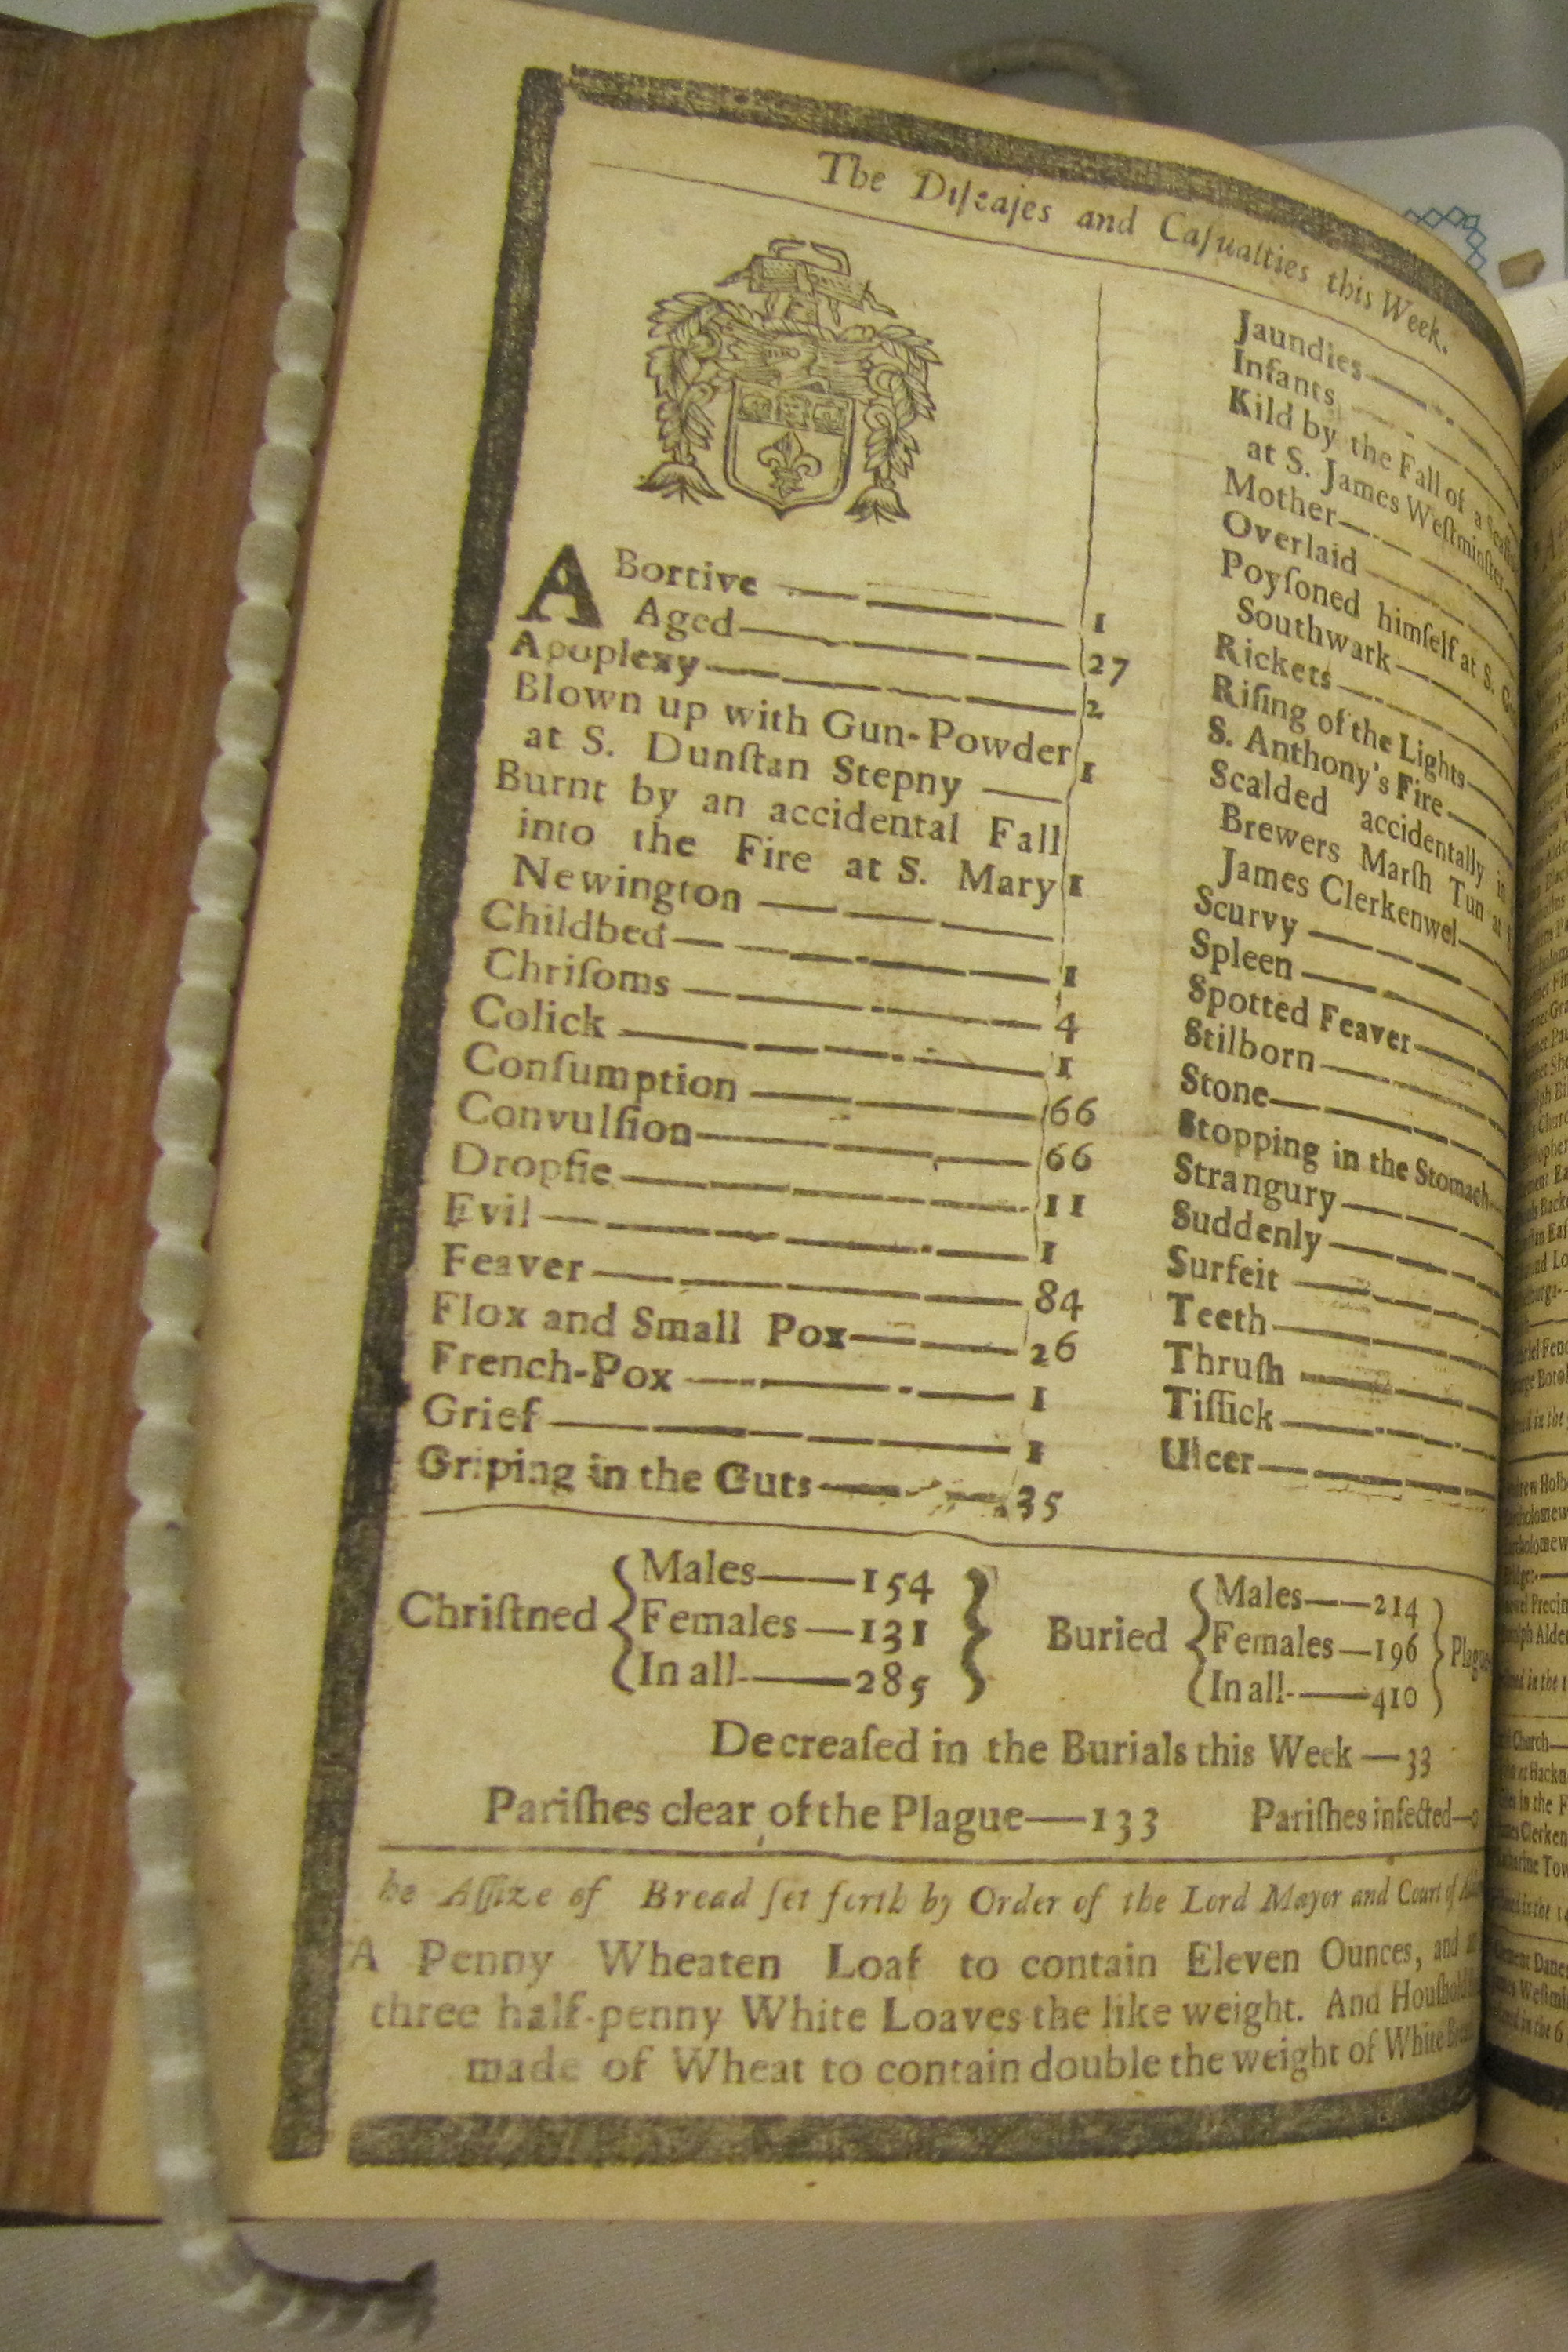 The Diſeaſes and Caſualties this Week.
ABortive — — — 1
Aged — — — 27
Apoplexy — — — 2
Blown up with Gun-Powder
at S. Dunſtan Stepny — 1
Burnt by an accidental Fall
into the Fire at S. Mary
Newington — — — 1
Childbed — — — 1
Chriſoms — — — 4
Colick — — — 1
Conſumption — — — 66
Convulſion — — — 66
Dropſie — — — 11
Evil — — — 1
Feaver — — — 84
Flox and Small Pox — — 26
French-Pox — — — 1
Grief — — — 1
Griping in the Guts — — 35
Jaundies
Infants
Kild by the Fall of a
at S. James Weſtminſter
Mother
Overlaid
Poyſoned himſelf at S.
Southwark
Rickets
Riſing of the Lights
S. Anthony's Fire
Scalded accidentally in
Brewers Marſh Tun at
James Clerkenwel
Scurvy
Spleen
Spotted Feaver
Stilborn
Stone
Stopping in the Stomach
Strangury
Suddenly
Surfeit
Teeth
Thruſh
Tiſſick
Ulcer
Chriſtned
Males — 154
Females — 131
In all — 285
Buried
Males — 214
Females — 196
In all — 410
Decreaſed in the Burials this Week — 33
Pariſhes clear of the Plague — 133 Pariſhes infected —
he Aſſize of Bread ſet forth by Order of the Lord Mayor and Court of
A Penny Wheaten Loaf to contain Eleven Ounces, and
three half-penny White Loaves the like weight. And
made of Wheat to contain double the weight of White